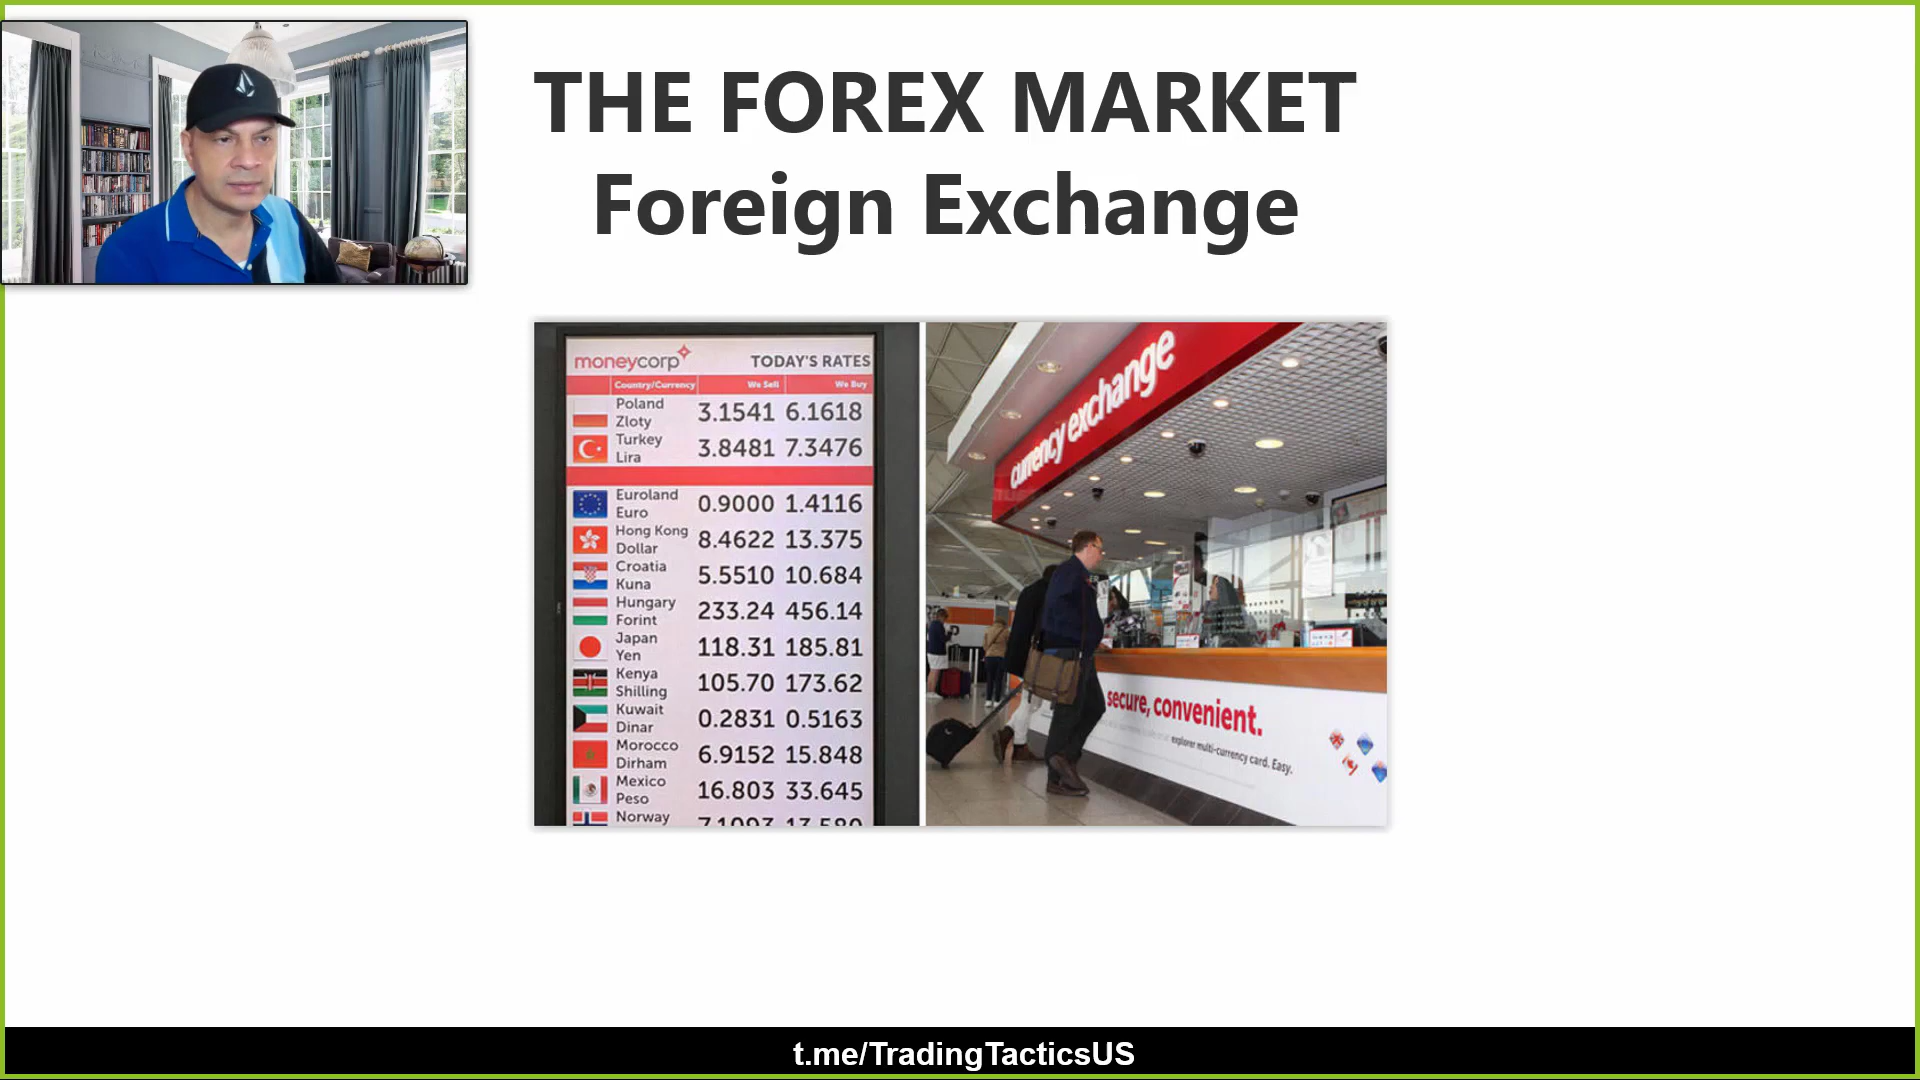 THE FOREX MARKET
Foreign Exchange
moneycorp TODAY'S RATES
Country/Currency We Sell We Buy
Poland Zloty 3.1541 6.1618
Turkey Lira 3.8481 7.3476
Euroland Euro 0.9000 1.4116
Hong Kong Dollar 8.4622 13.375
Croatia Kuna 5.5510 10.684
Hungary Forint 233.24 456.14
Japan Yen 118.31 185.81
Kenya Shilling 105.70 173.62
Kuwait Dinar 0.2831 0.5163
Morocco Dirham 6.9152 15.848
Mexico Peso 16.803 33.645
Norway
currency exchange
secure, convenient.
explorer multi-currency card. Easy.
t.me/TradingTacticsUS